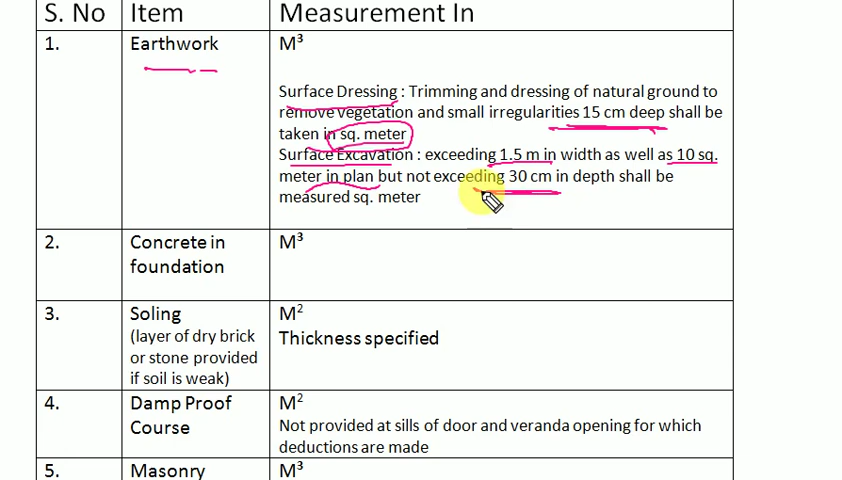 S. No Item Measurement In
1. Earthwork M³
Surface Dressing : Trimming and dressing of natural ground to
remove vegetation and small irregularities 15 cm deep shall be
taken in sq. meter
Surface Excavation : exceeding 1.5 m in width as well as 10 sq.
meter in plan but not exceeding 30 cm in depth shall be
measured sq. meter
2. Concrete in M³
foundation
3. Soling M²
(layer of dry brick Thickness specified
or stone provided
if soil is weak)
4. Damp Proof M²
Course Not provided at sills of door and veranda opening for which
deductions are made
5. Masonry M³